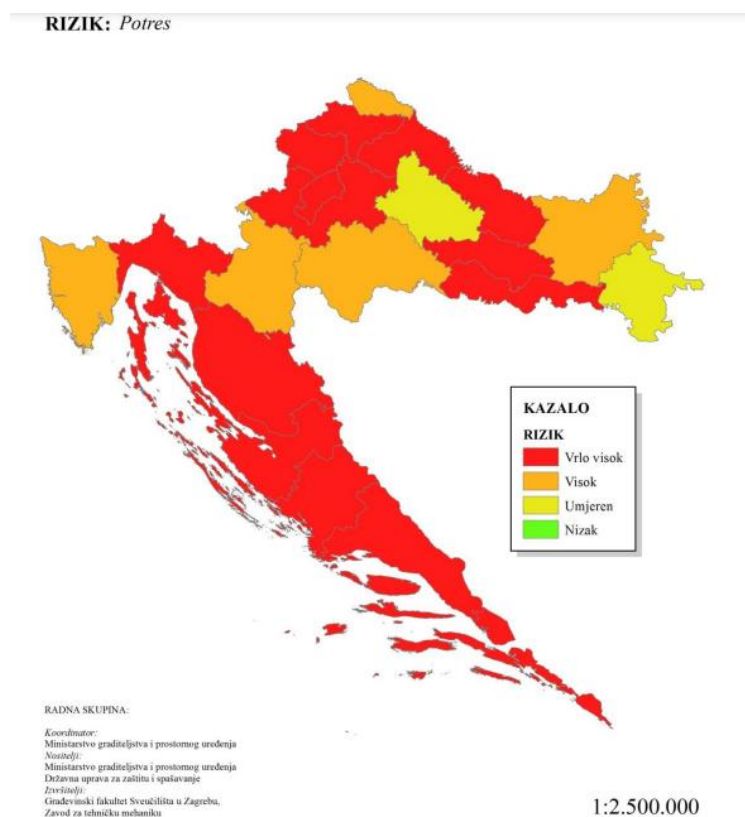 RIZIK: Potres
KAZALO
RIZIK
Vrlo visok
Visok
Umjeren
Nizak
RADNA SKUPINA:
Koordinator:
Ministarstvo graditeljstva i prostornog uređenja
Nositelji:
Ministarstvo graditeljstva i prostornog uređenja
Državna uprava za zaštitu i spašavanje
Izvršitelji:
Građevinski fakultet Sveučilišta u Zagrebu,
Zavod za tehničku mehaniku
1:2.500.000